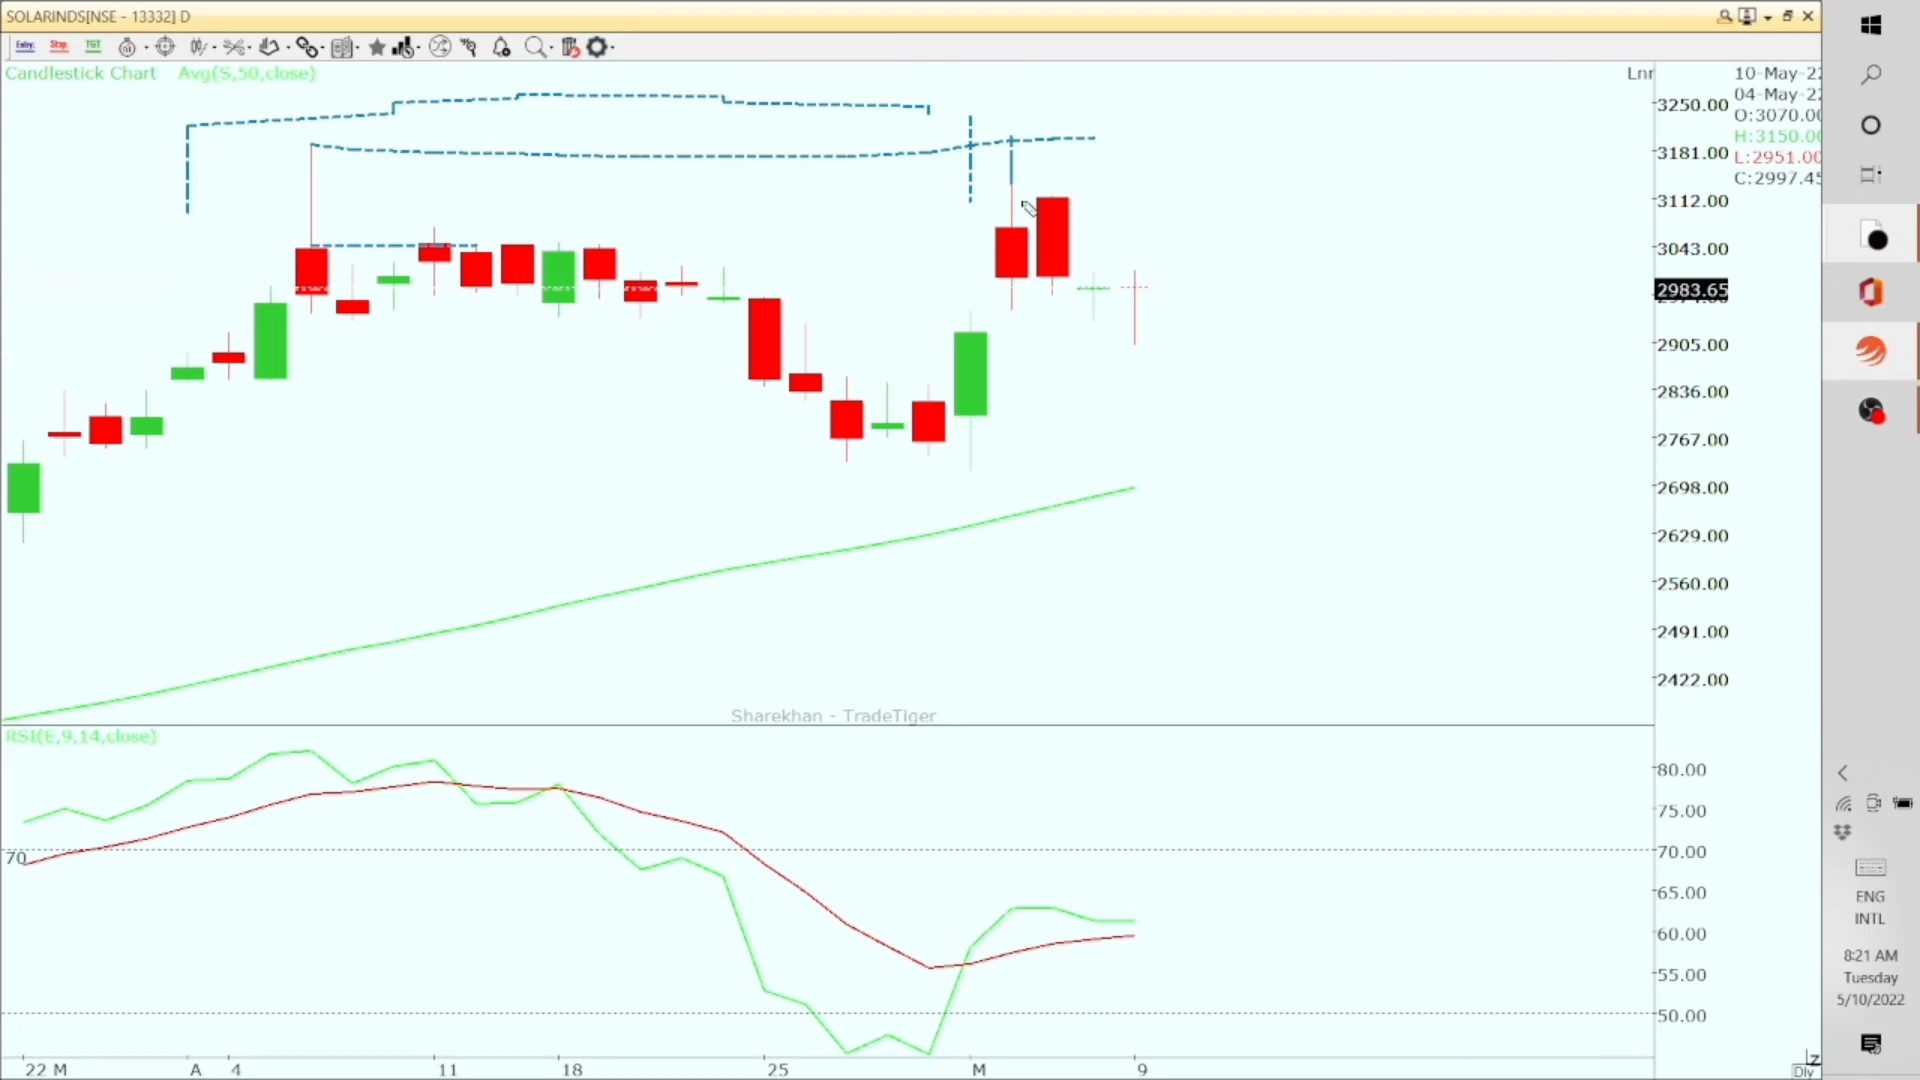 SOLARINDS[NSE - 13332] D
Entry Stop TGT
Candlestick Chart Avg(S,50,close)
Lnr
10-May-22
04-May-22
O:3070.00
H:3150.00
L:2951.00
C:2997.45
3250.00
3181.00
3112.00
3043.00
2983.65
2905.00
2836.00
2767.00
2698.00
2629.00
2560.00
2491.00
2422.00
Sharekhan - TradeTiger
RSI(E,9,14,close)
80.00
75.00
70
70.00
65.00
60.00
55.00
50.00
22 M A 4 11 18 25 M 9
Z
Dly
ENG
INTL
8:21 AM
Tuesday
5/10/2022